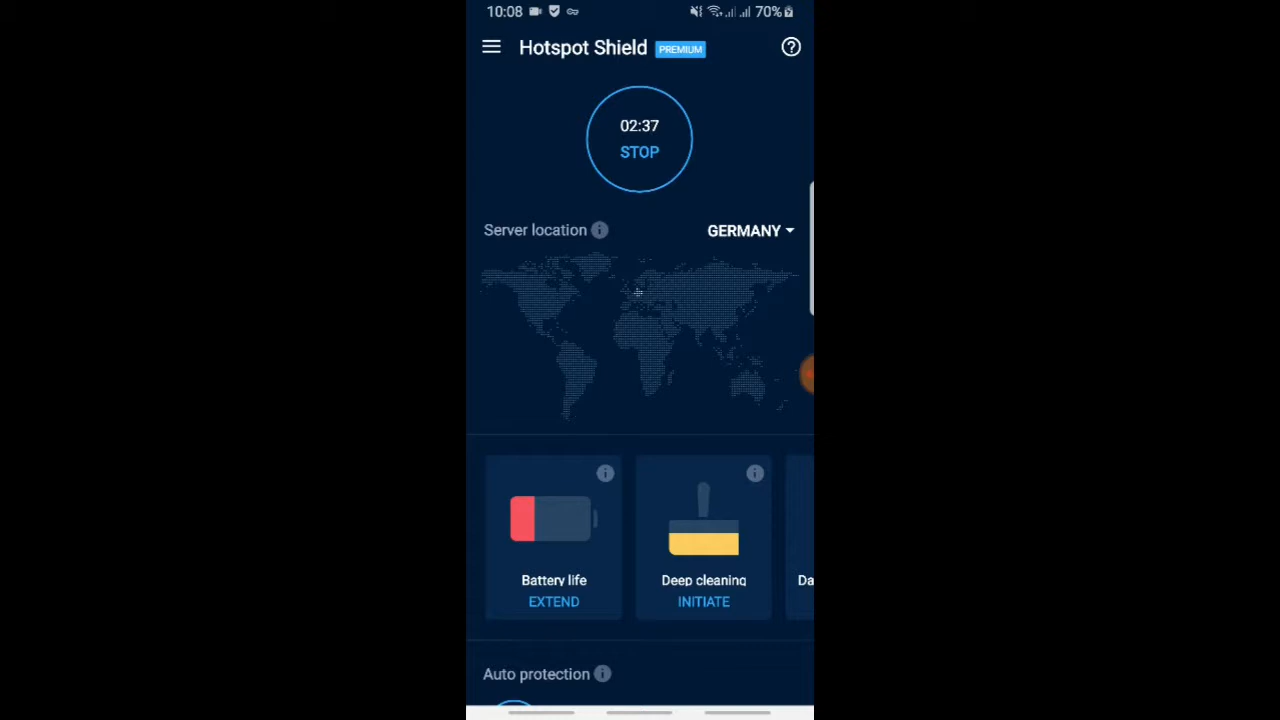 10:08 70%
Hotspot Shield PREMIUM
02:37
STOP
Server location GERMANY
Battery life
EXTEND
Deep cleaning
INITIATE
Da
Auto protection